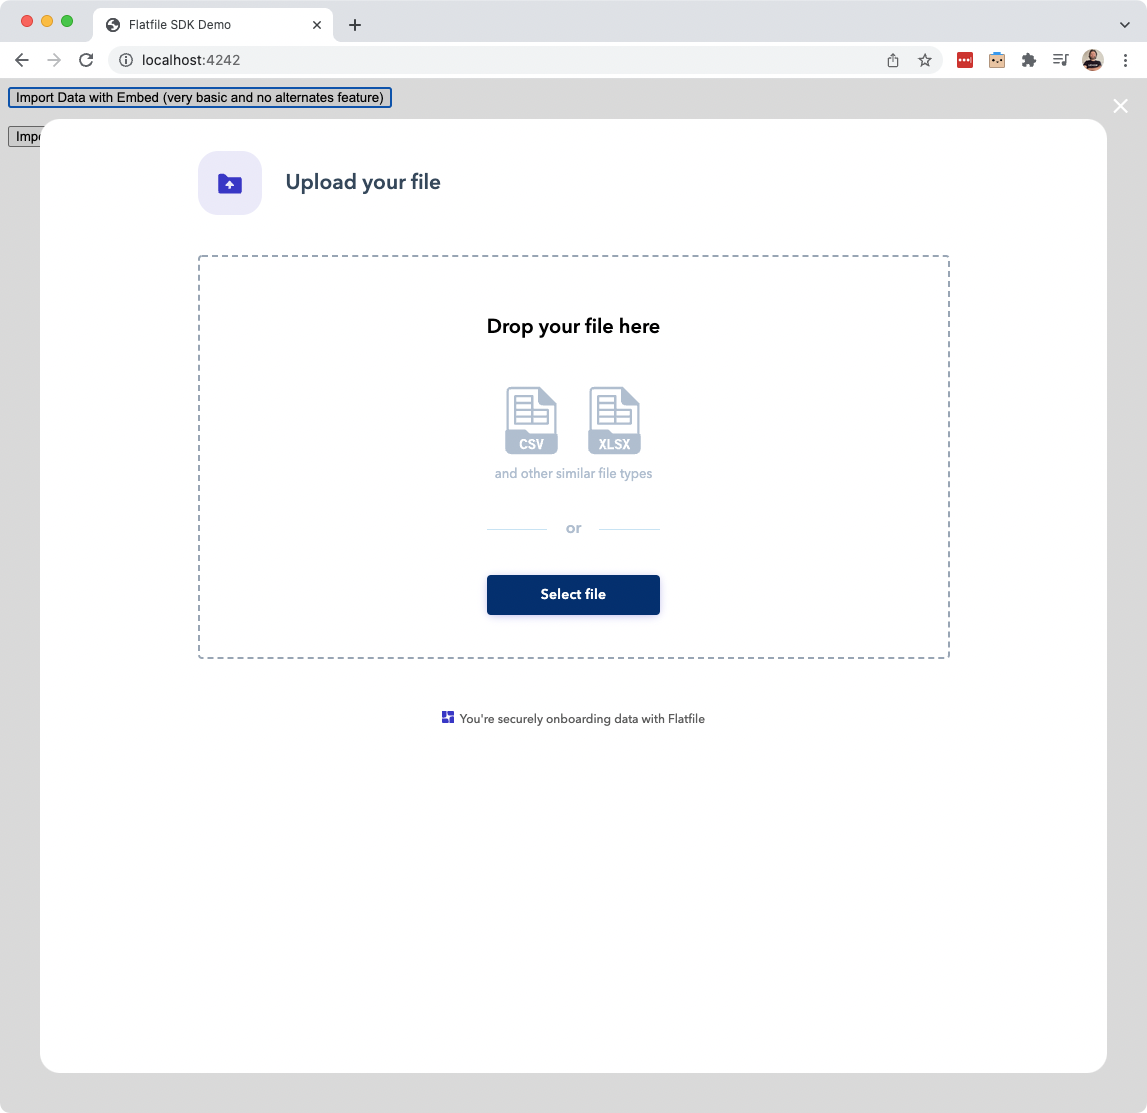 Flatfile SDK Demo
localhost:4242
Import Data with Embed (very basic and no alternates feature)
Upload your file
Drop your file here
CSV XLSX
and other similar file types
or
Select file
You're securely onboarding data with Flatfile